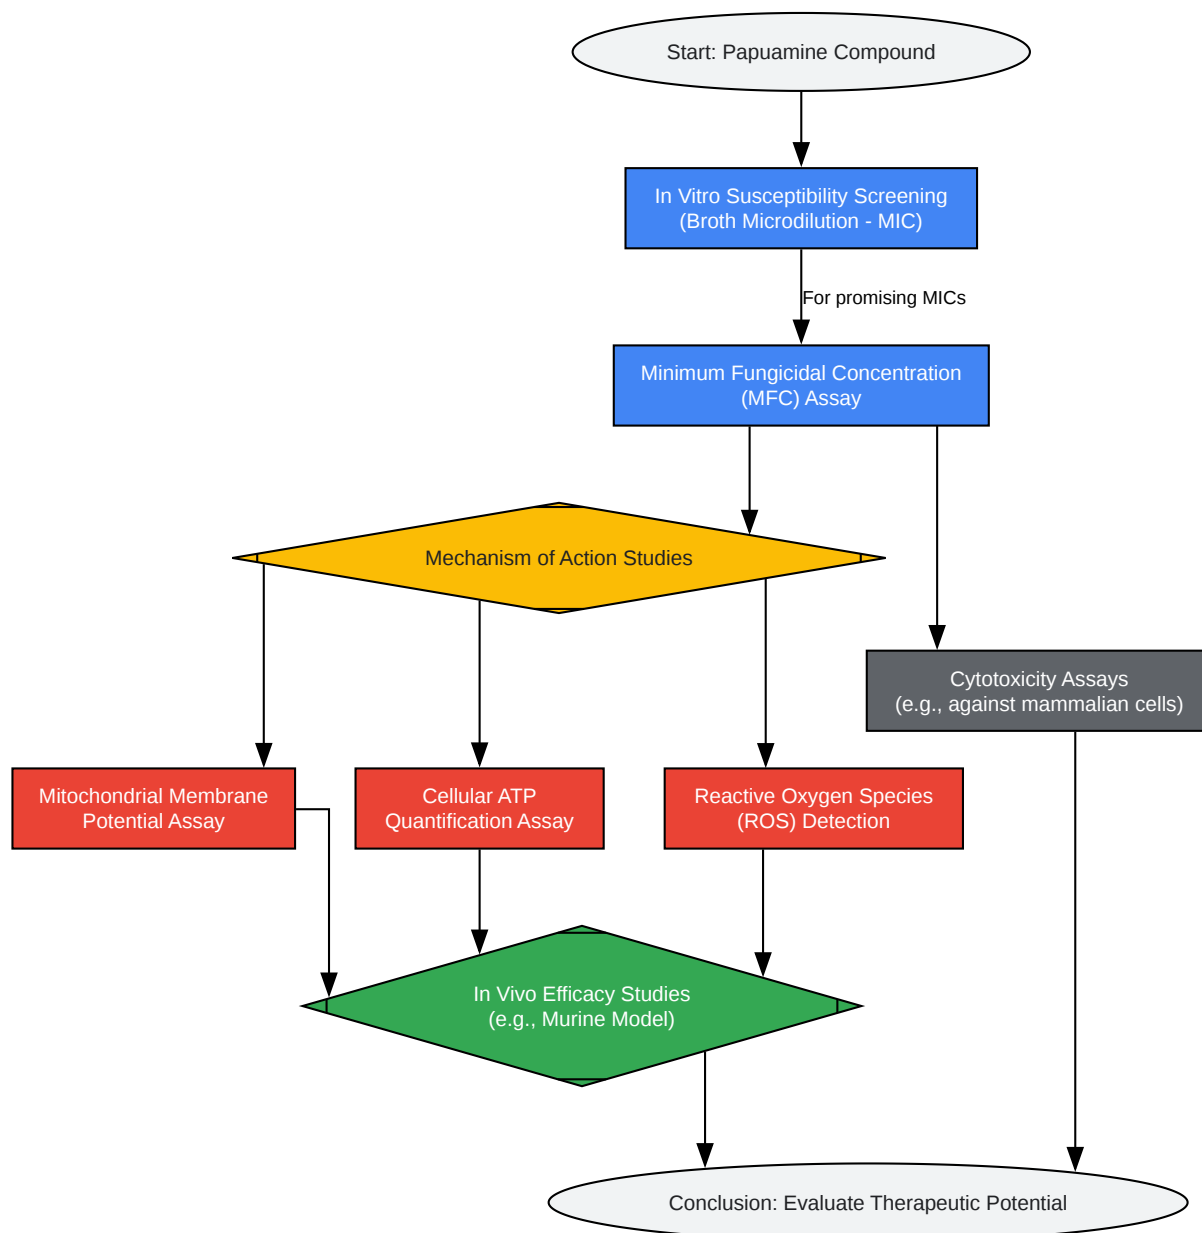 Start: Papuamine Compound
In Vitro Susceptibility Screening
(Broth Microdilution - MIC)
For promising MICs
Minimum Fungicidal Concentration
(MFC) Assay
Mechanism of Action Studies
Cytotoxicity Assays
(e.g., against mammalian cells)
Mitochondrial Membrane
Potential Assay
Cellular ATP
Quantification Assay
Reactive Oxygen Species
(ROS) Detection
In Vivo Efficacy Studies
(e.g., Murine Model)
Conclusion: Evaluate Therapeutic Potential